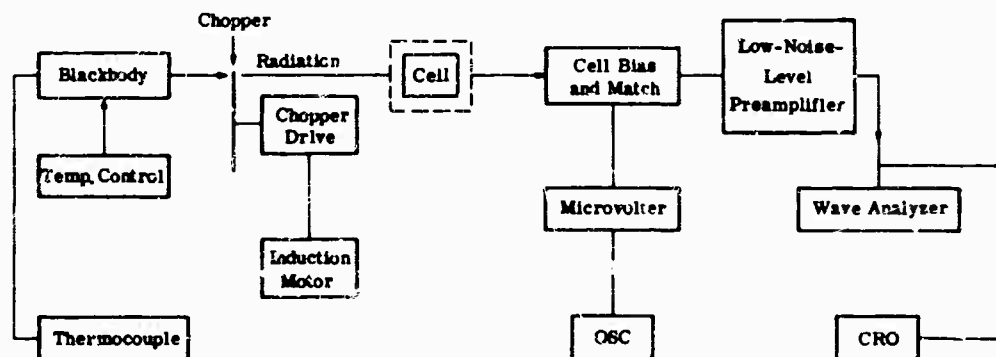 Chopper
Blackbody
Radiation
Cell
Cell Bias
and Match
Low-Noise-
Level
Preamplifier
Chopper
Drive
Temp. Control
Microvolter
Wave Analyzer
Induction
Motor
Thermocouple
OSC
CRO